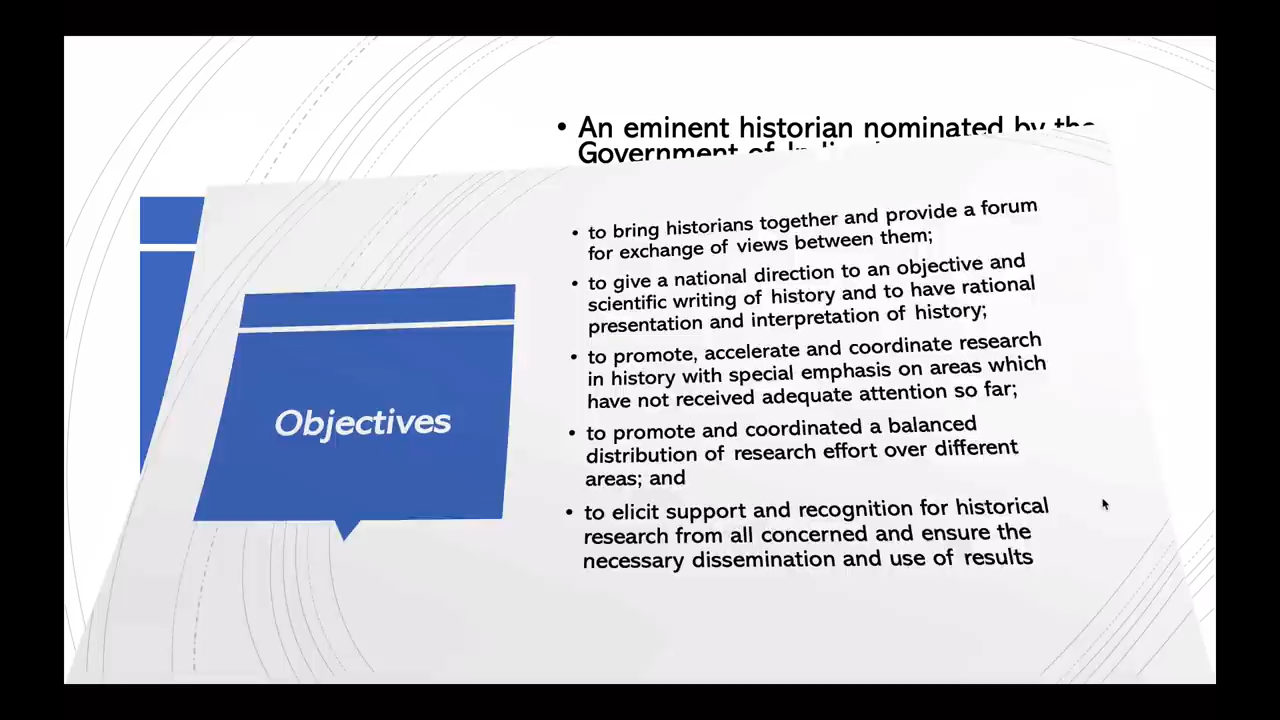 • An eminent historian nominated by the
Government of
Objectives
• to bring historians together and provide a forum
for exchange of views between them;
• to give a national direction to an objective and
scientific writing of history and to have rational
presentation and interpretation of history;
• to promote, accelerate and coordinate research
in history with special emphasis on areas which
have not received adequate attention so far;
• to promote and coordinated a balanced
distribution of research effort over different
areas; and
• to elicit support and recognition for historical
research from all concerned and ensure the
necessary dissemination and use of results